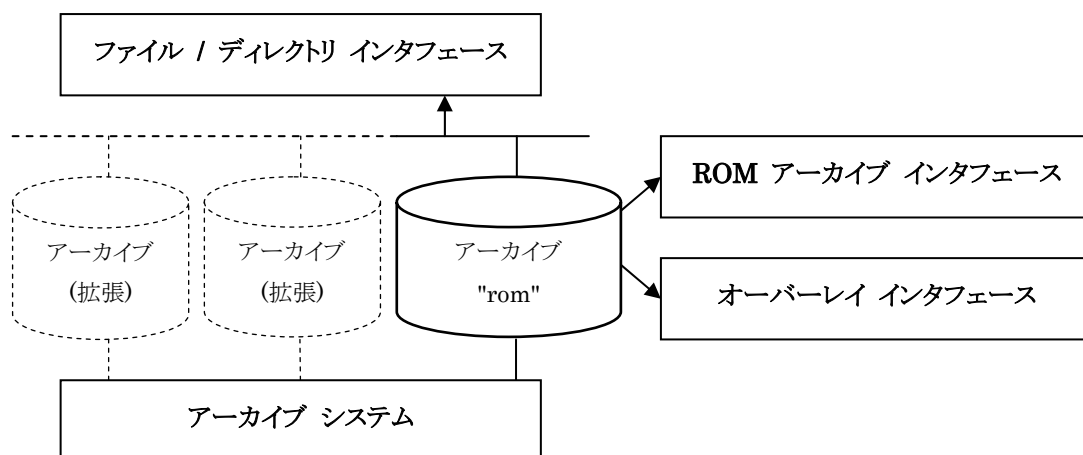 ファイル / ディレクトリ インタフェース
ROM アーカイブ インタフェース
アーカイブ
(拡張)
アーカイブ
(拡張)
アーカイブ
"rom"
オーバーレイ インタフェース
アーカイブ システム